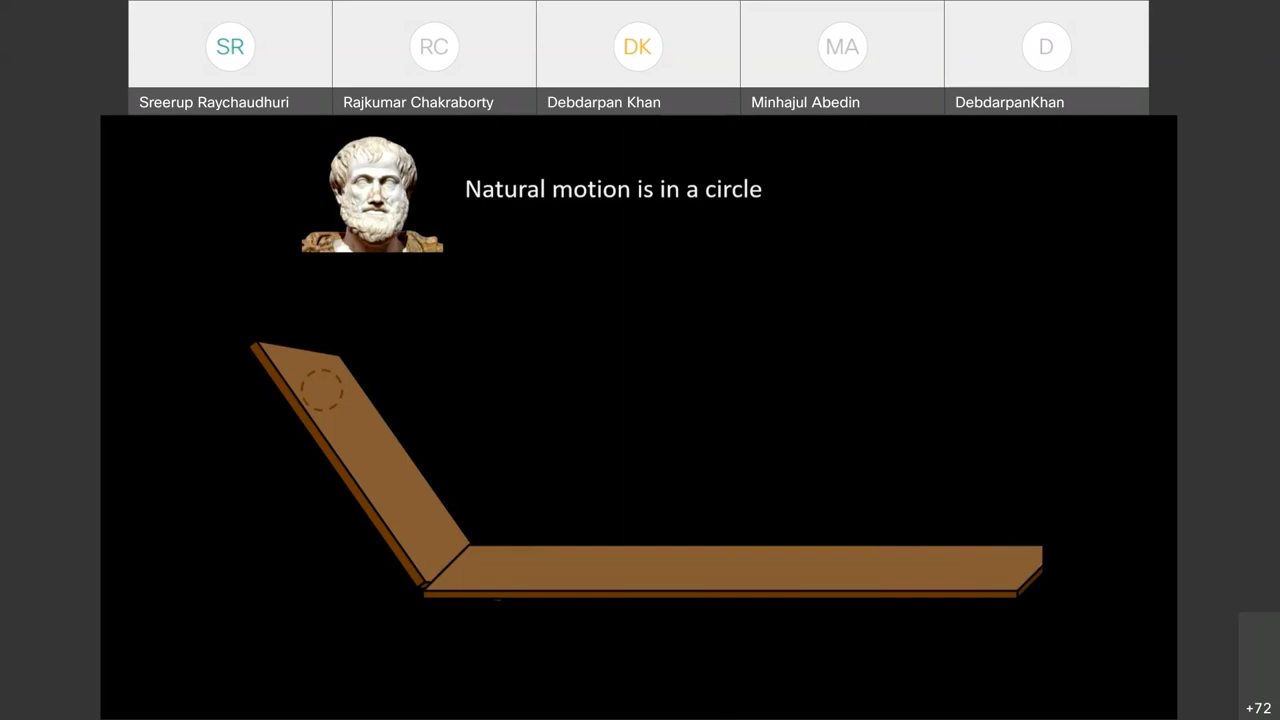 SR
RC
DK
MA
D
Sreerup Raychaudhuri
Rajkumar Chakraborty
Debdarpan Khan
Minhajul Abedin
DebdarpanKhan
Natural motion is in a circle
+72